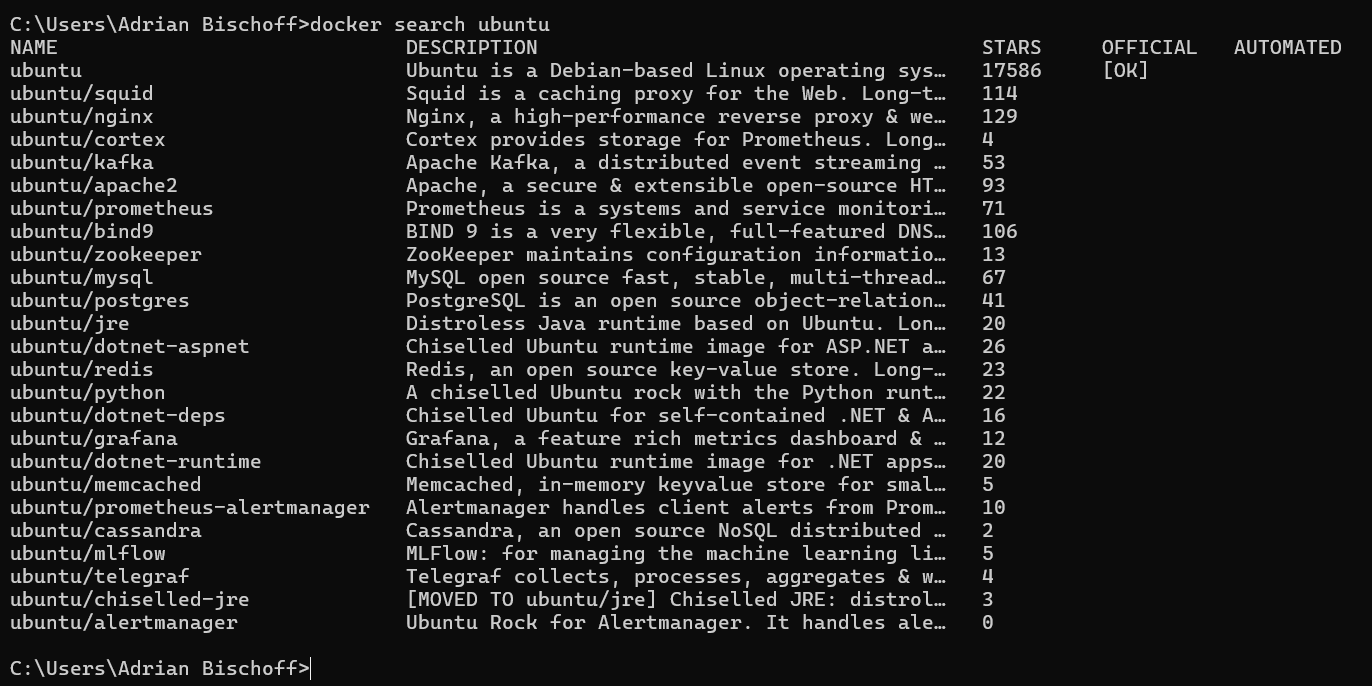 C:\Users\Adrian Bischoff>docker search ubuntu
NAME DESCRIPTION STARS OFFICIAL AUTOMATED
ubuntu Ubuntu is a Debian-based Linux operating sys… 17586 [OK]
ubuntu/squid Squid is a caching proxy for the Web. Long-t… 114
ubuntu/nginx Nginx, a high-performance reverse proxy & we… 129
ubuntu/cortex Cortex provides storage for Prometheus. Long… 4
ubuntu/kafka Apache Kafka, a distributed event streaming … 53
ubuntu/apache2 Apache, a secure & extensible open-source HT… 93
ubuntu/prometheus Prometheus is a systems and service monitori… 71
ubuntu/bind9 BIND 9 is a very flexible, full-featured DNS… 106
ubuntu/zookeeper ZooKeeper maintains configuration informatio… 13
ubuntu/mysql MySQL open source fast, stable, multi-thread… 67
ubuntu/postgres PostgreSQL is an open source object-relation… 41
ubuntu/jre Distroless Java runtime based on Ubuntu. Lon… 20
ubuntu/dotnet-aspnet Chiselled Ubuntu runtime image for ASP.NET a… 26
ubuntu/redis Redis, an open source key-value store. Long-… 23
ubuntu/python A chiselled Ubuntu rock with the Python runt… 22
ubuntu/dotnet-deps Chiselled Ubuntu for self-contained .NET & A… 16
ubuntu/grafana Grafana, a feature rich metrics dashboard & … 12
ubuntu/dotnet-runtime Chiselled Ubuntu runtime image for .NET apps… 20
ubuntu/memcached Memcached, in-memory keyvalue store for smal… 5
ubuntu/prometheus-alertmanager Alertmanager handles client alerts from Prom… 10
ubuntu/cassandra Cassandra, an open source NoSQL distributed … 2
ubuntu/mlflow MLFlow: for managing the machine learning li… 5
ubuntu/telegraf Telegraf collects, processes, aggregates & w… 4
ubuntu/chiselled-jre [MOVED TO ubuntu/jre] Chiselled JRE: distrol… 3
ubuntu/alertmanager Ubuntu Rock for Alertmanager. It handles ale… 0
C:\Users\Adrian Bischoff>